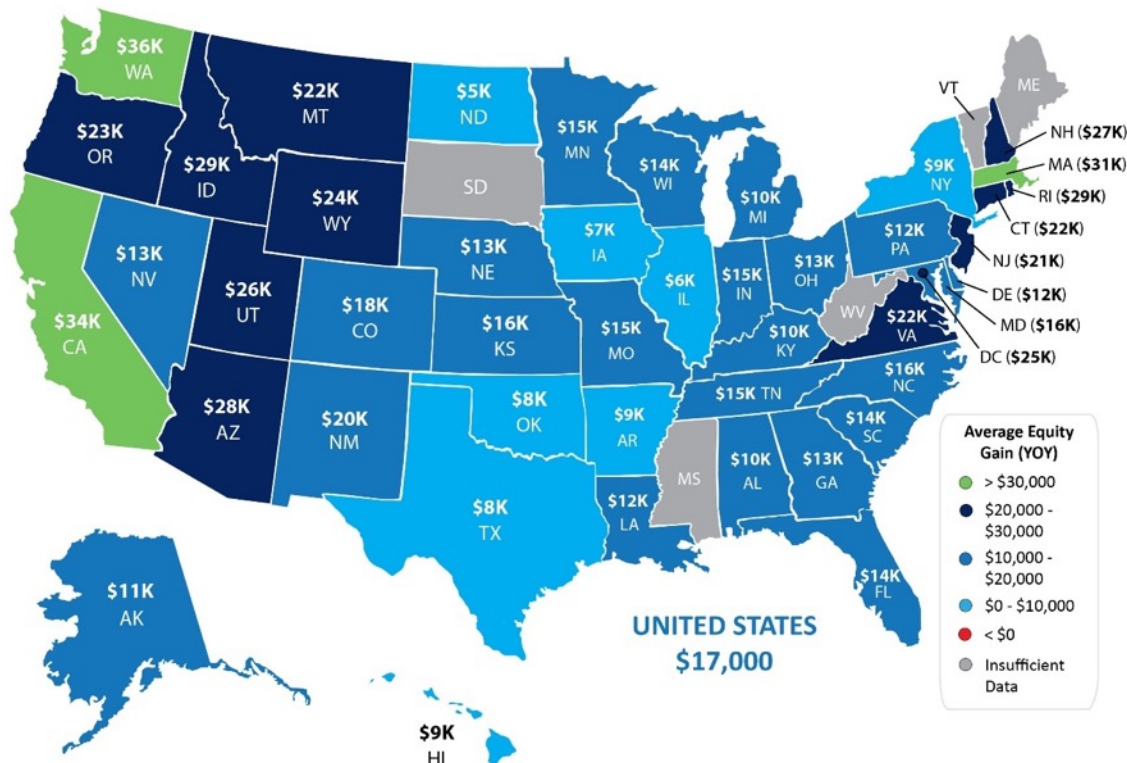 $36K
WA
$23K
OR
$29K
ID
$22K
MT
$24K
WY
$5K
ND
SD
$15K
MN
$14K
WI
$10K
MI
VT
ME
NH ($27K)
MA ($31K)
RI ($29K)
CT ($22K)
NJ ($21K)
DE ($12K)
MD ($16K)
DC ($25K)
$9K
NY
$12K
PA
$34K
CA
$13K
NV
$26K
UT
$18K
CO
$13K
NE
$16K
KS
$7K
IA
$6K
IL
$15K
IN
$13K
OH
WV
$22K
VA
$15K
MO
$10K
KY
$28K
AZ
$20K
NM
$8K
OK
$9K
AR
$15K TN
$16K
NC
$14K
SC
$8K
TX
$12K
LA
MS
$10K
AL
$13K
GA
$14K
FL
$11K
AK
$9K
HI
UNITED STATES
$17,000
Average Equity
Gain (YOY)
> $30,000
$20,000 -
$30,000
$10,000 -
$20,000
$0 - $10,000
< $0
Insufficient
Data